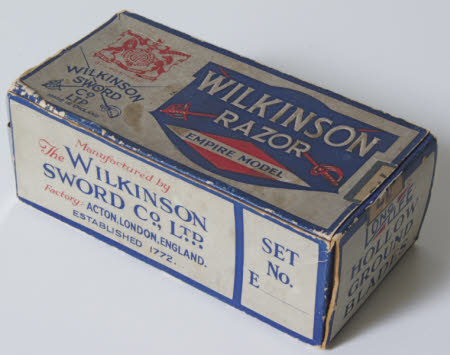 WILKINSON
SWORD
CO
LTD
WILKINSON
RAZOR
EMPIRE MODEL
Manufactured by
The WILKINSON
SWORD CO., LTD.
Factory: ACTON, LONDON, ENGLAND.
ESTABLISHED 1772.
SET
No.
E
HOLLOW
GROUND
BLADES